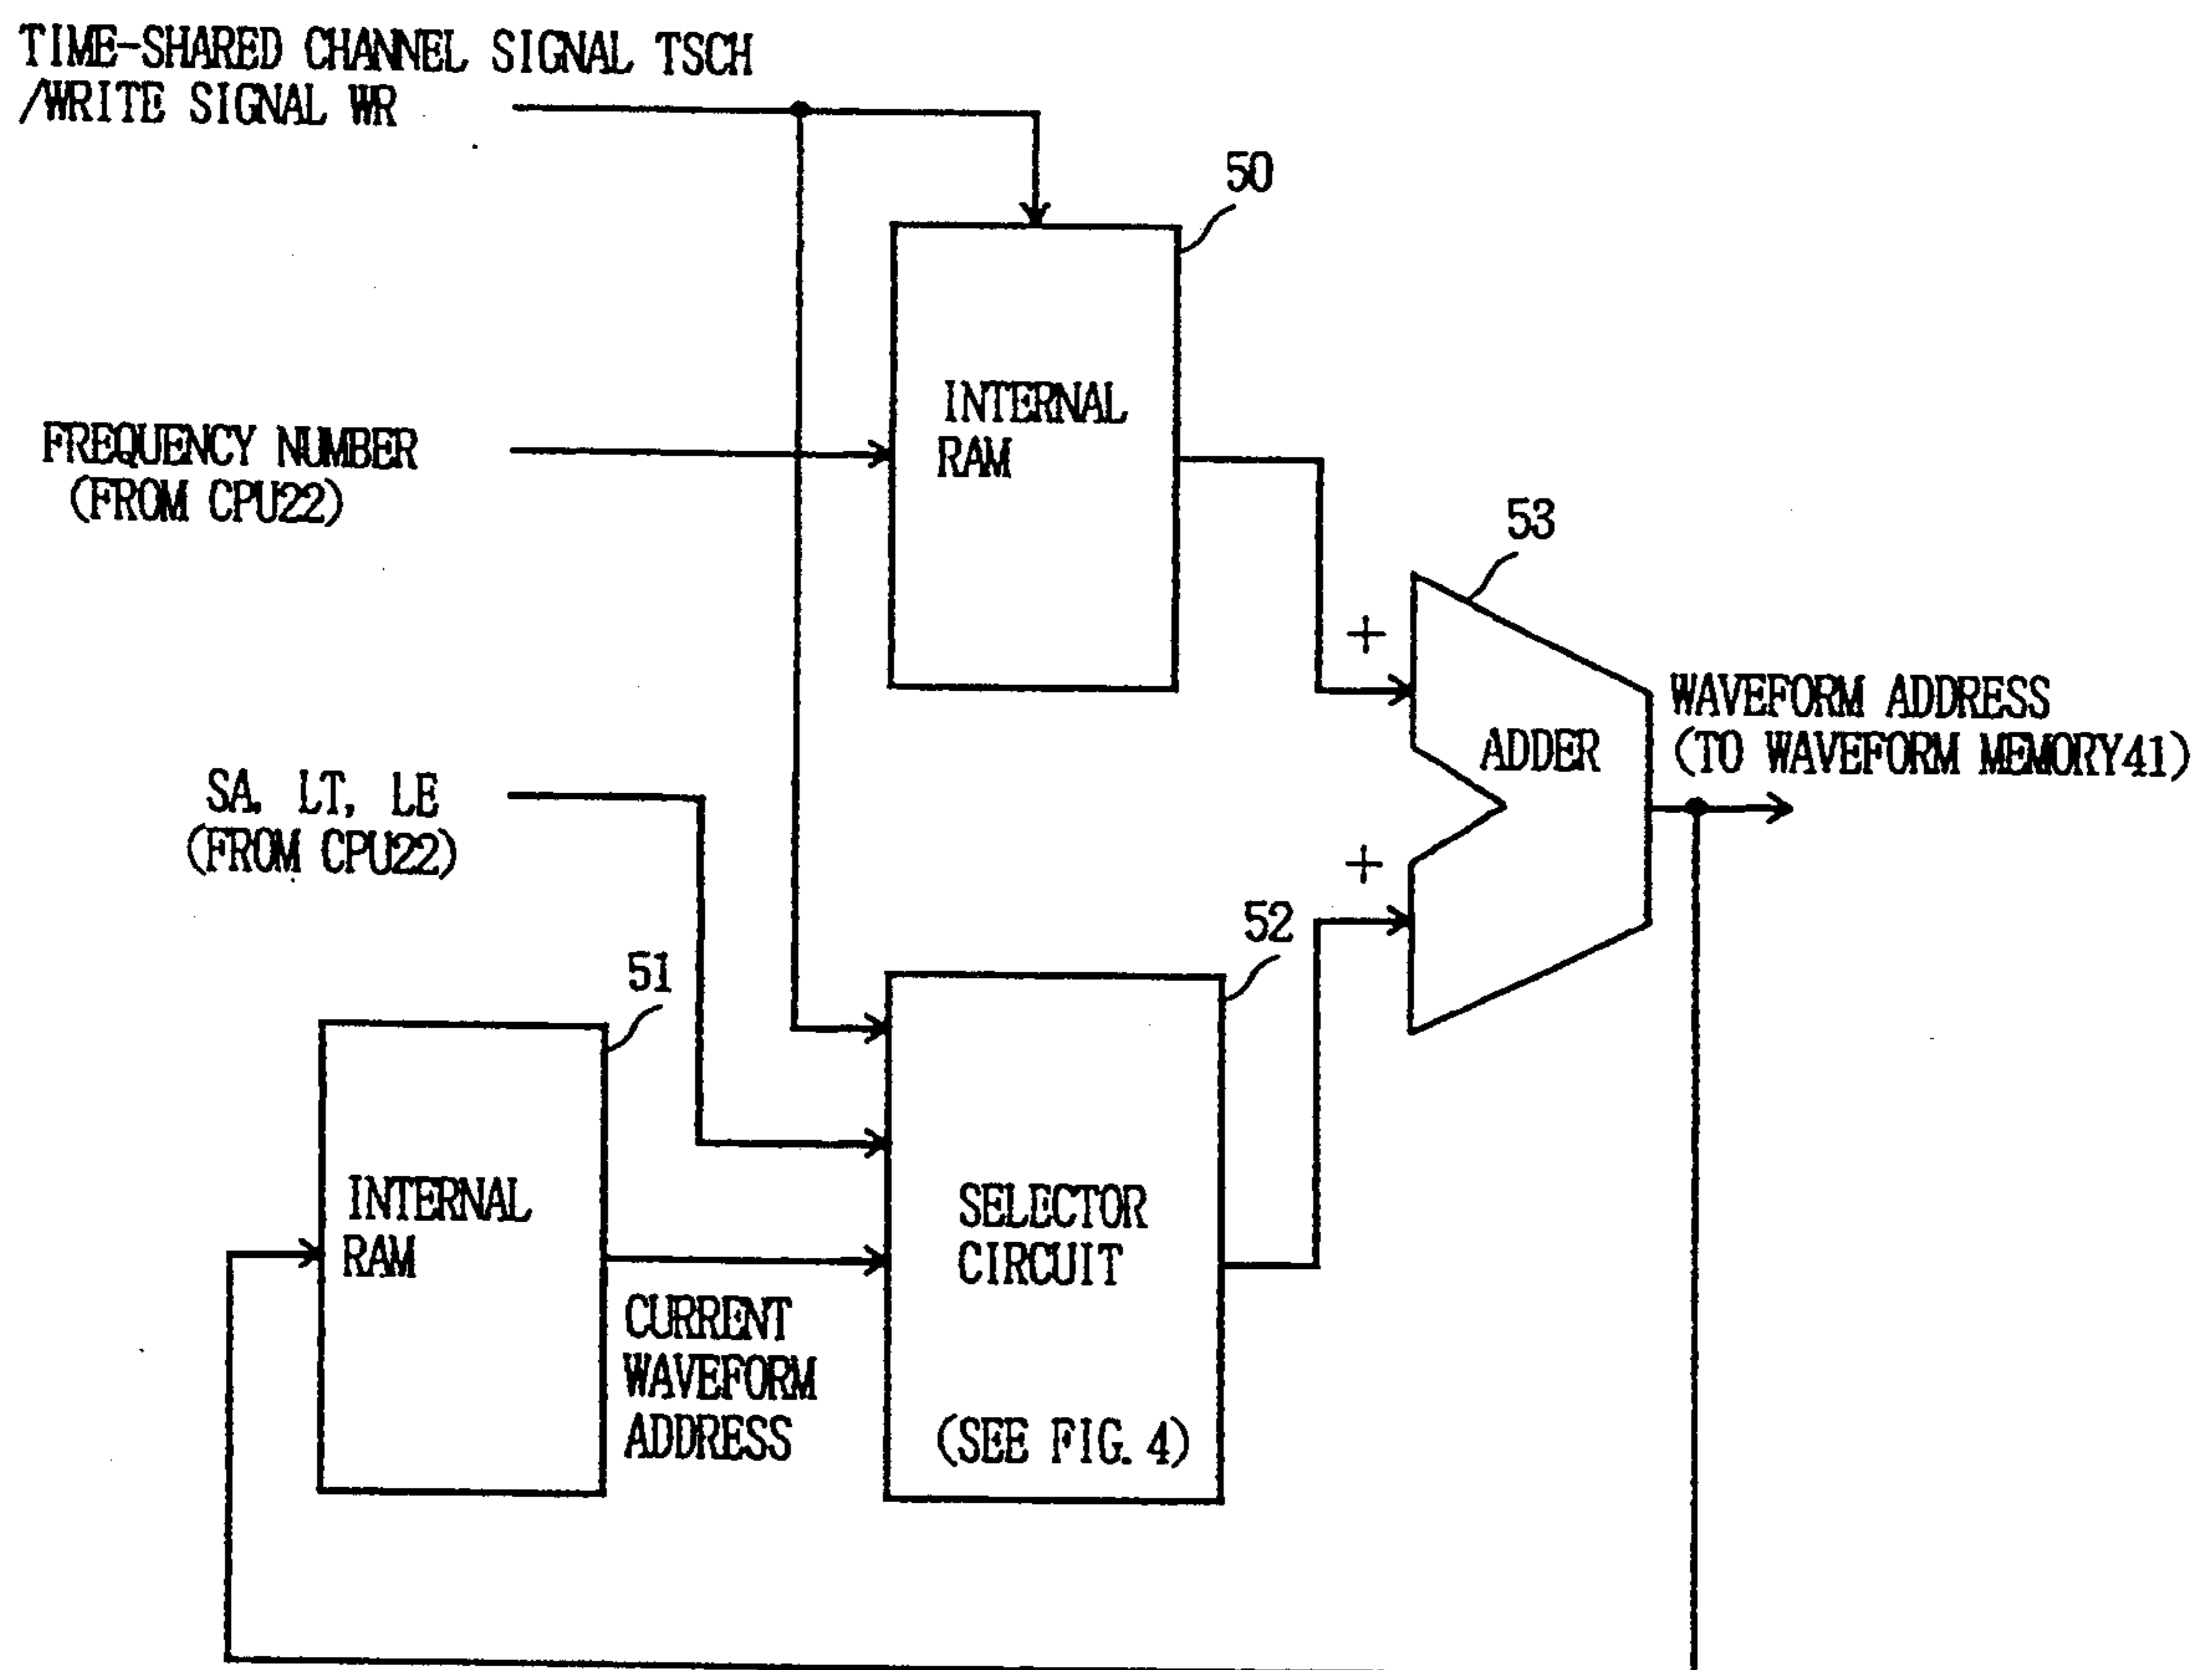 TIME-SHARED CHANNEL SIGNAL TSCH
/WRITE SIGNAL WR
50
INTERNAL
RAM
FREQUENCY NUMBER
(FROM CPU22)
53
+
WAVEFORM ADDRESS
(TO WAVEFORM MEMORY41)
ADDER
SA, LT, LE
(FROM CPU22)
+
52
51
INTERNAL
RAM
SELECTOR
CIRCUIT
CURRENT
WAVEFORM
ADDRESS
(SEE FIG. 4)